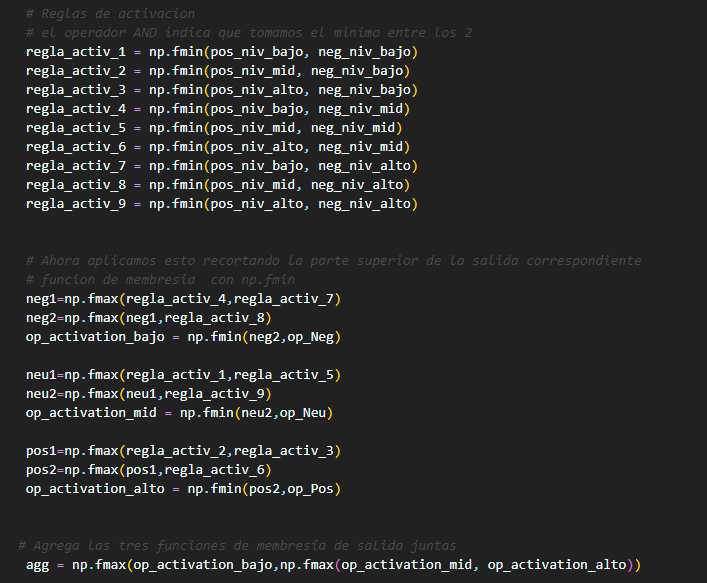 # Reglas de activacion
# el operador AND indica que tomamos el minimo entre los 2
regla_activ_1 = np.fmin(pos_niv_bajo, neg_niv_bajo)
regla_activ_2 = np.fmin(pos_niv_mid, neg_niv_bajo)
regla_activ_3 = np.fmin(pos_niv_alto, neg_niv_bajo)
regla_activ_4 = np.fmin(pos_niv_bajo, neg_niv_mid)
regla_activ_5 = np.fmin(pos_niv_mid, neg_niv_mid)
regla_activ_6 = np.fmin(pos_niv_alto, neg_niv_mid)
regla_activ_7 = np.fmin(pos_niv_bajo, neg_niv_alto)
regla_activ_8 = np.fmin(pos_niv_mid, neg_niv_alto)
regla_activ_9 = np.fmin(pos_niv_alto, neg_niv_alto)
# Ahora aplicamos esto recortando la parte superior de la salida correspondiente
# funcion de membresia  con np.fmin
neg1=np.fmax(regla_activ_4,regla_activ_7)
neg2=np.fmax(neg1,regla_activ_8)
op_activation_bajo = np.fmin(neg2,op_Neg)
neu1=np.fmax(regla_activ_1,regla_activ_5)
neu2=np.fmax(neu1,regla_activ_9)
op_activation_mid = np.fmin(neu2,op_Neu)
pos1=np.fmax(regla_activ_2,regla_activ_3)
pos2=np.fmax(pos1,regla_activ_6)
op_activation_alto = np.fmin(pos2,op_Pos)
# Agrega las tres funciones de membresía de salida juntas
agg = np.fmax(op_activation_bajo,np.fmax(op_activation_mid, op_activation_alto))